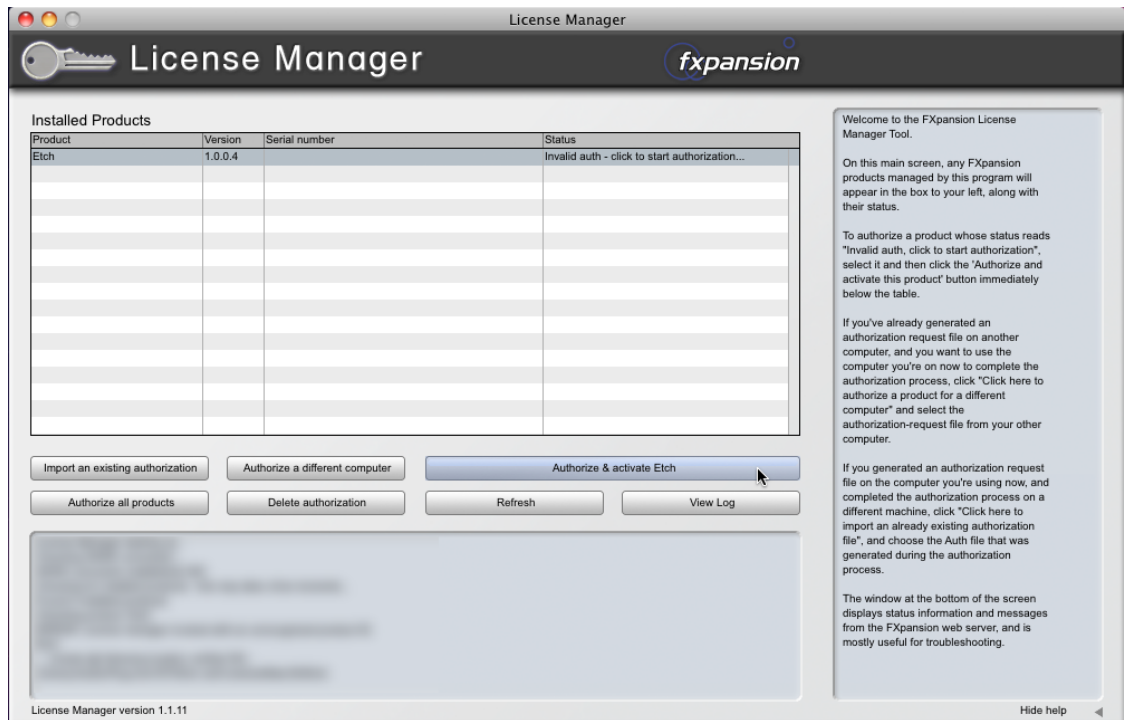 License Manager
License Manager
fxpansion
Installed Products
Product Version Serial number Status
Etch 1.0.0.4 Invalid auth - click to start authorization...
Import an existing authorization
Authorize a different computer
Authorize & activate Etch
Authorize all products
Delete authorization
Refresh
View Log
License Manager version 1.1.11
Welcome to the FXpansion License
Manager Tool.
On this main screen, any FXpansion
products managed by this program will
appear in the box to your left, along with
their status.
To authorize a product whose status reads
"Invalid auth, click to start authorization",
select it and then click the 'Authorize and
activate this product' button immediately
below the table.
If you've already generated an
authorization request file on another
computer, and you want to use the
computer you're on now to complete the
authorization process, click "Click here to
authorize a product for a different
computer" and select the
authorization-request file from your other
computer.
If you generated an authorization request
file on the computer you're using now, and
completed the authorization process on a
different machine, click "Click here to
import an already existing authorization
file", and choose the Auth file that was
generated during the authorization
process.
The window at the bottom of the screen
displays status information and messages
from the FXpansion web server, and is
mostly useful for troubleshooting.
Hide help